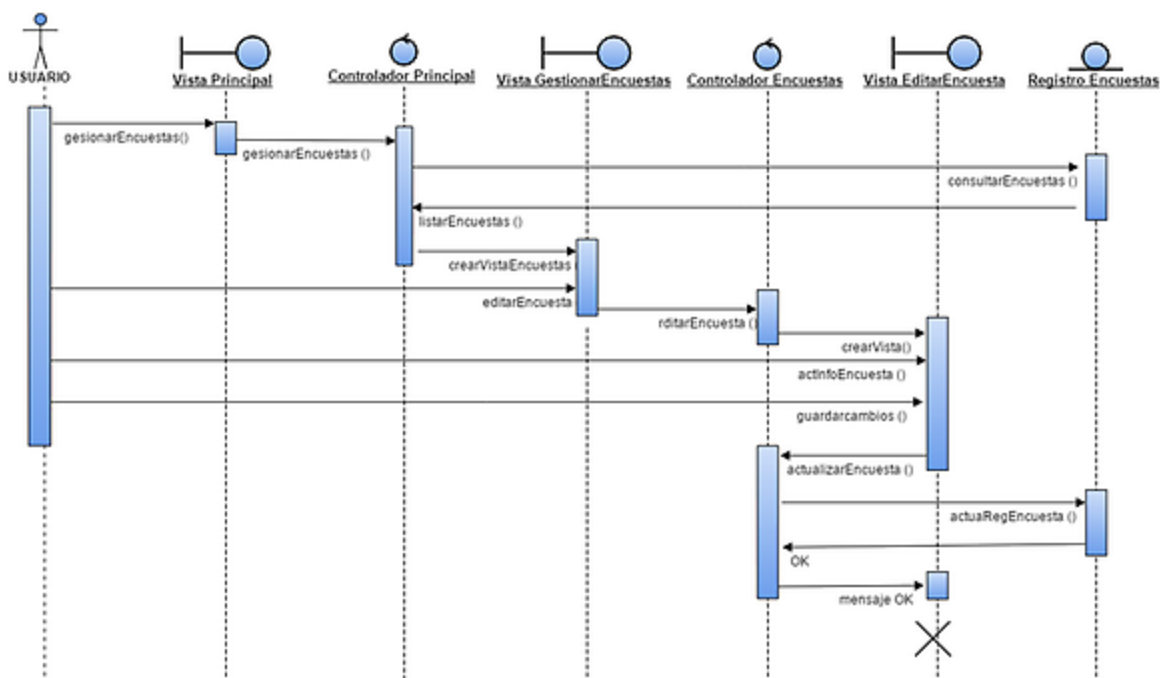 USUARIO
Vista Principal
Controlador Principal
Vista GestionarEncuestas
Controlador Encuestas
Vista EditarEncuesta
Registro Encuestas
gesionarEncuestas()
gesionarEncuestas ()
consultarEncuestas ()
listarEncuestas ()
crearVistaEncuestas (
editarEncuesta
rditarEncuesta ()
crearVista()
actInfoEncuesta ()
guardarcambios ()
actualizarEncuesta ()
actuaRegEncuesta ()
OK
mensaje OK